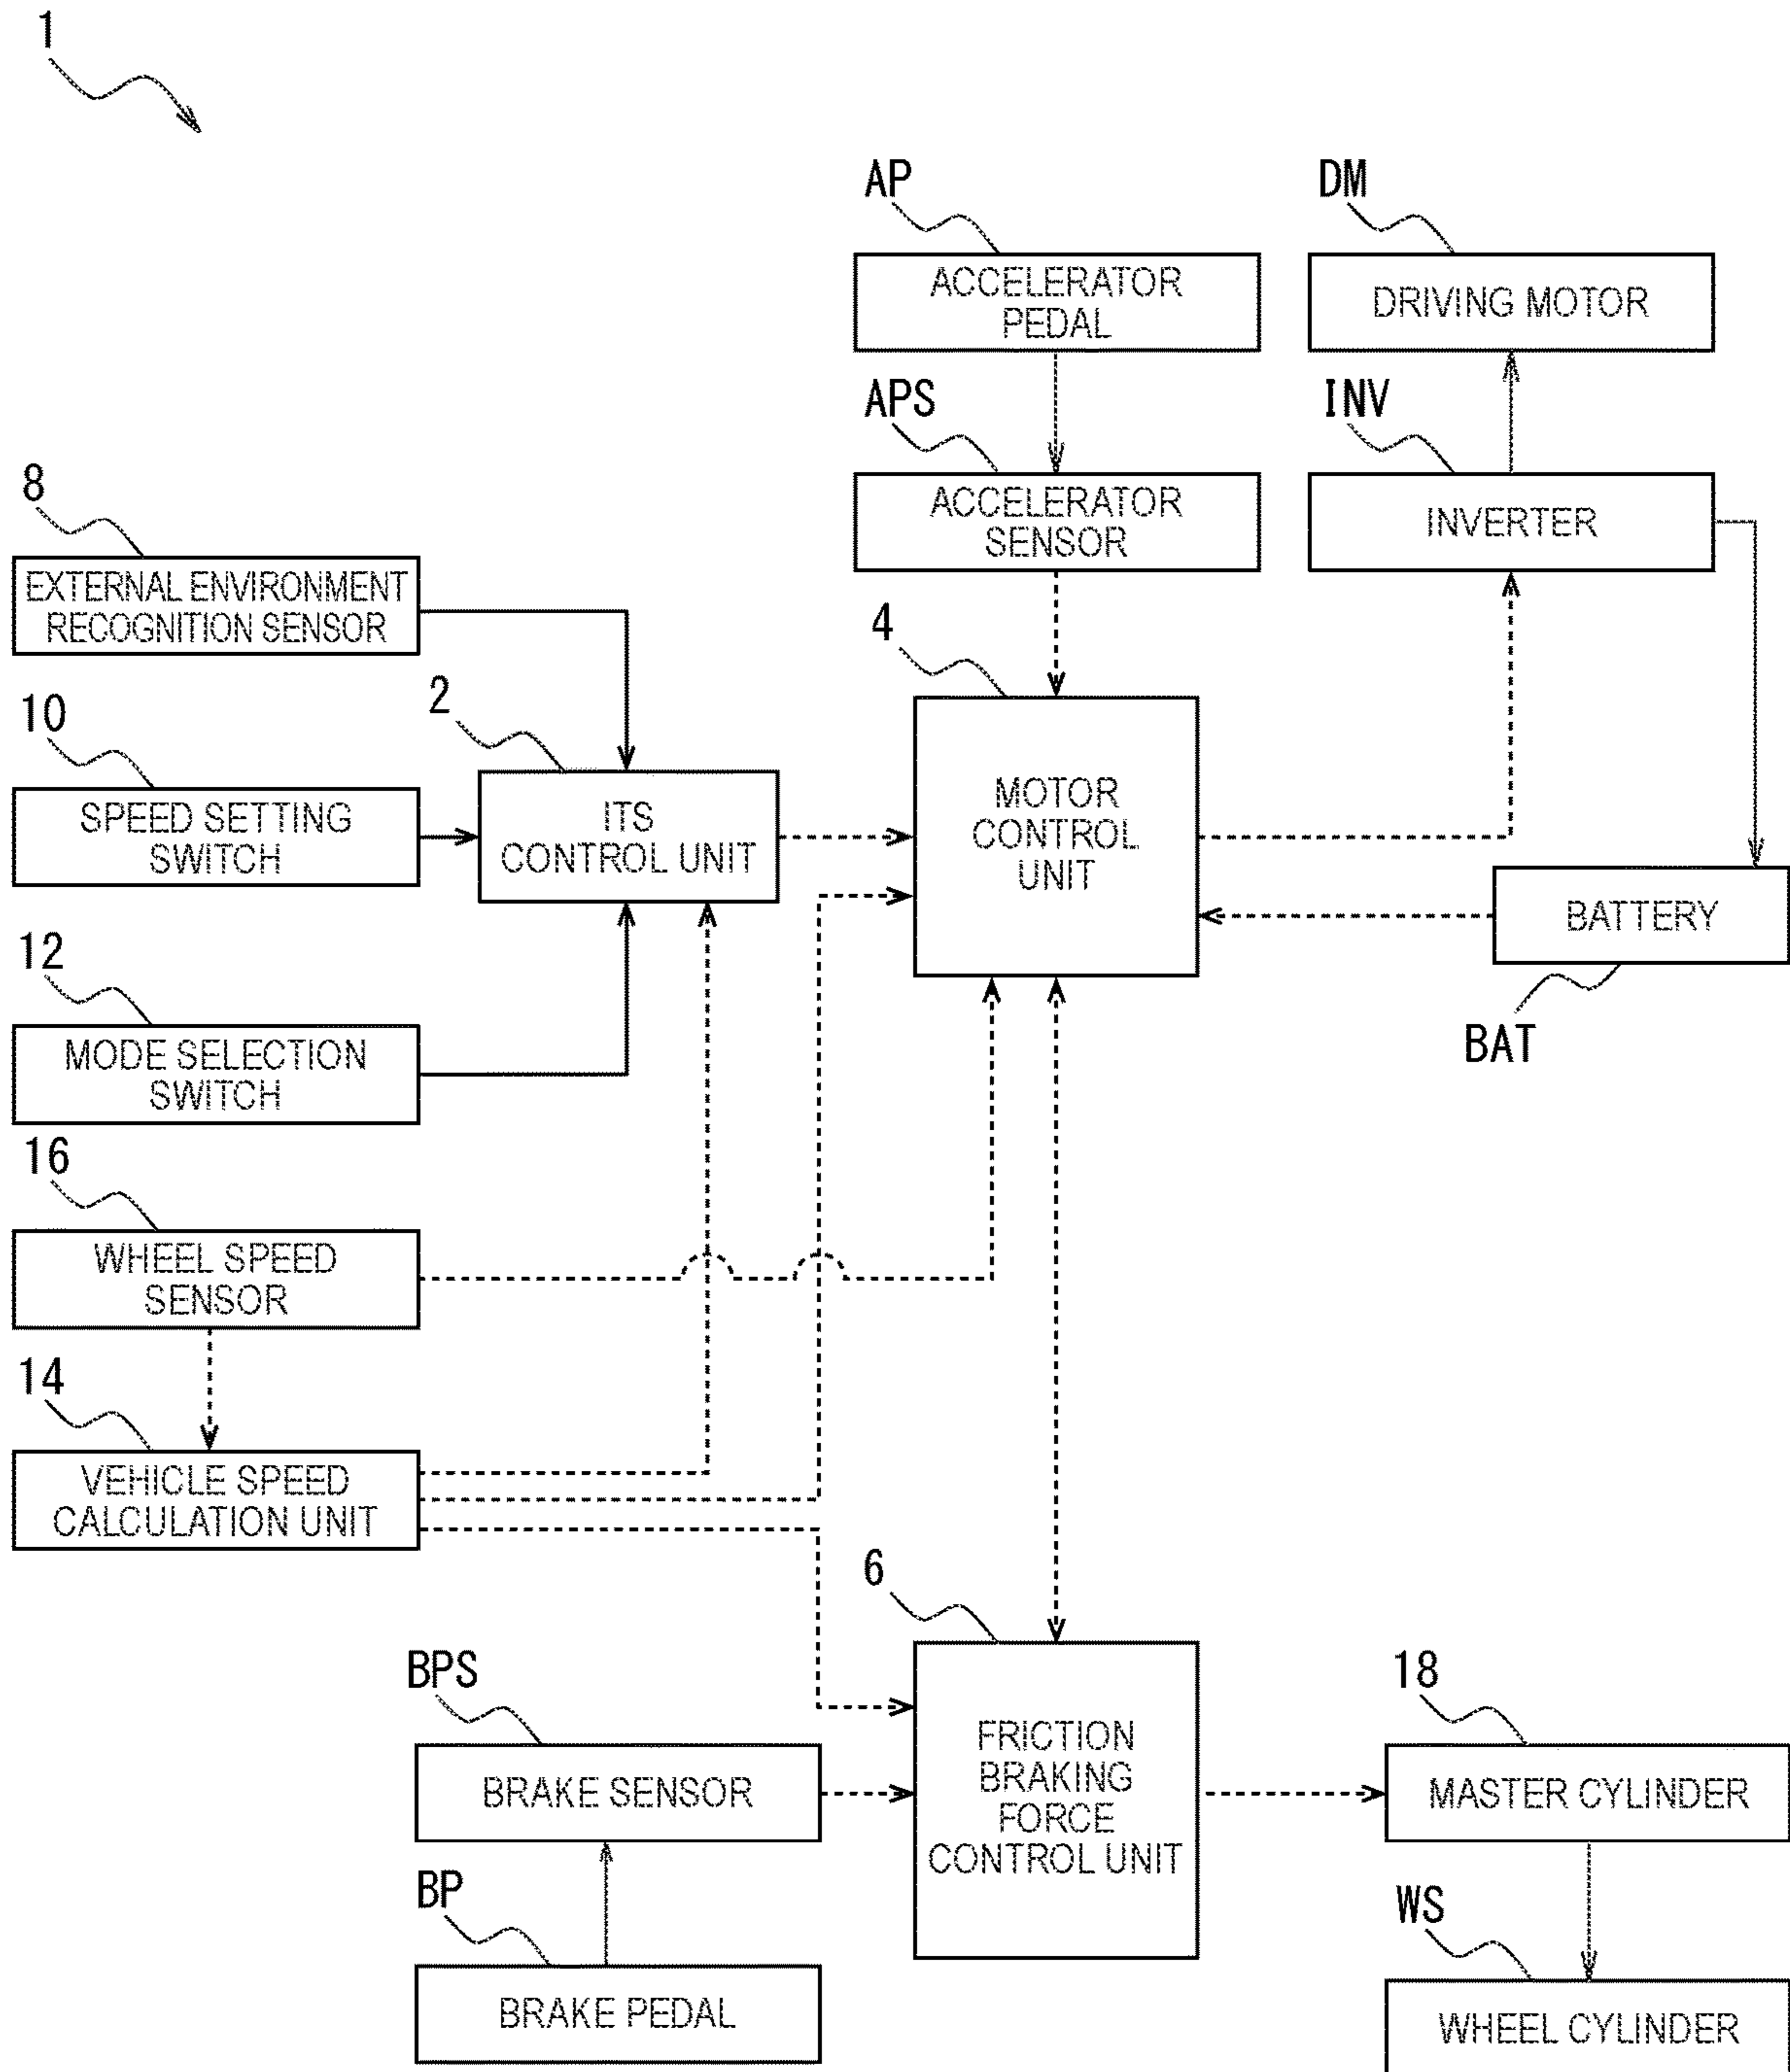 1
AP
DM
ACCELERATOR
PEDAL
DRIVING MOTOR
APS
INV
ACCELERATOR
SENSOR
INVERTER
8
EXTERNAL ENVIRONMENT
RECOGNITION SENSOR
4
10
2
SPEED SETTING
SWITCH
ITS
CONTROL UNIT
MOTOR
CONTROL
UNIT
BATTERY
BAT
12
MODE SELECTION
SWITCH
16
WHEEL SPEED
SENSOR
14
VEHICLE SPEED
CALCULATION UNIT
6
BPS
18
BRAKE SENSOR
FRICTION
BRAKING
FORCE
CONTROL UNIT
MASTER CYLINDER
BP
WS
BRAKE PEDAL
WHEEL CYLINDER